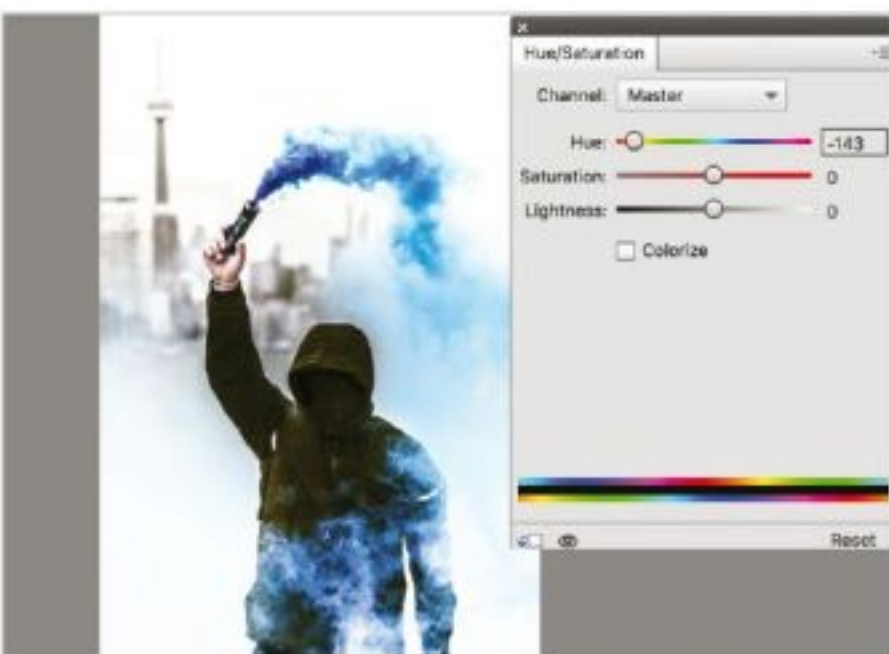 Hue/Saturation
Channel: Master
Hue: -143
Saturation: 0
Lightness: 0
Colorize
Reset